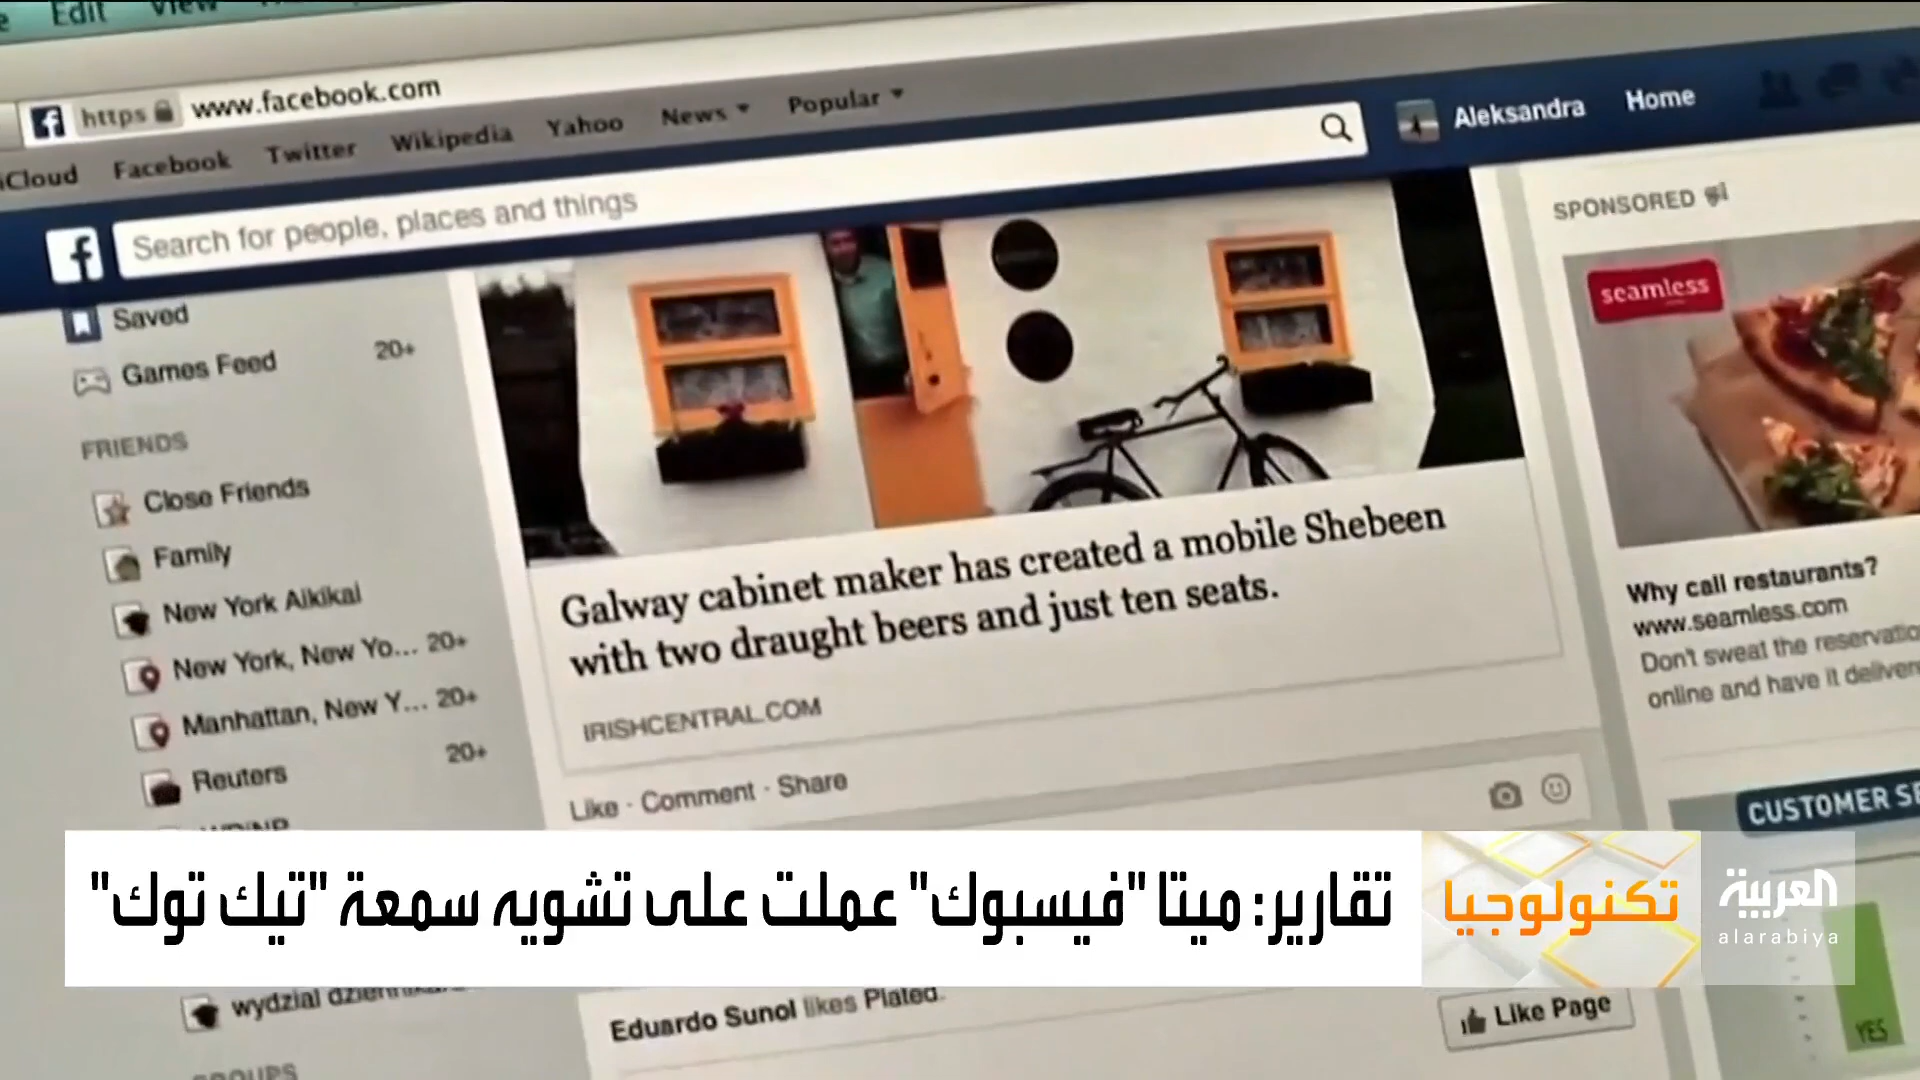 Edit
View
https www.facebook.com
iCloud Facebook Twitter Wikipedia Yahoo News Popular
Search for people, places and things
Aleksandra Home
Saved
Games Feed 20+
FRIENDS
Close Friends
Family
New York Aikikai
New York, New Yo... 20+
Manhattan, New Y... 20+
Reuters 20+
wydzial
GROUPS
Galway cabinet maker has created a mobile Shebeen
with two draught beers and just ten seats.
IRISHCENTRAL.COM
Like · Comment · Share
SPONSORED
seamless
Why call restaurants?
www.seamless.com
Don't sweat the
online and have it
CUSTOMER
YES
العربية
alarabiya
تكنولوجيا
تقارير: ميتا "فيسبوك" عملت على تشويه سمعة "تيك توك"
Eduardo Sunol likes Plated.
Like Page